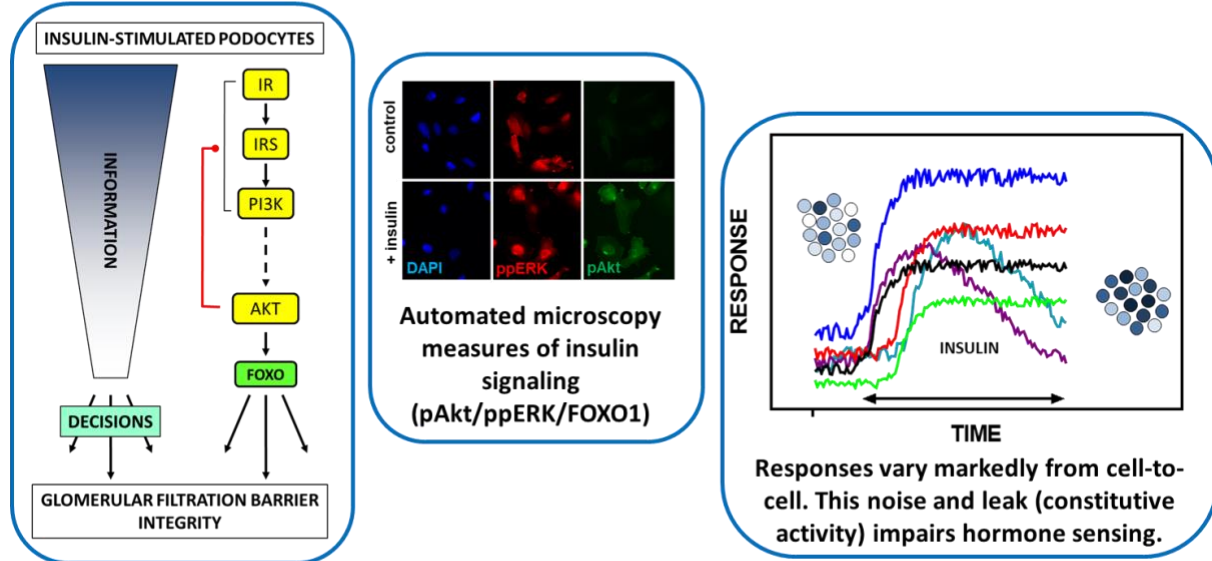 INSULIN-STIMULATED PODOCYTES
INFORMATION
IR
IRS
PI3K
AKT
FOXO
DECISIONS
GLOMERULAR FILTRATION BARRIER
INTEGRITY
control
+ insulin
DAPI
ppERK
pAkt
Automated microscopy
measures of insulin
signaling
(pAkt/ppERK/FOXO1)
RESPONSE
INSULIN
TIME
Responses vary markedly from cell-to-
cell. This noise and leak (constitutive
activity) impairs hormone sensing.